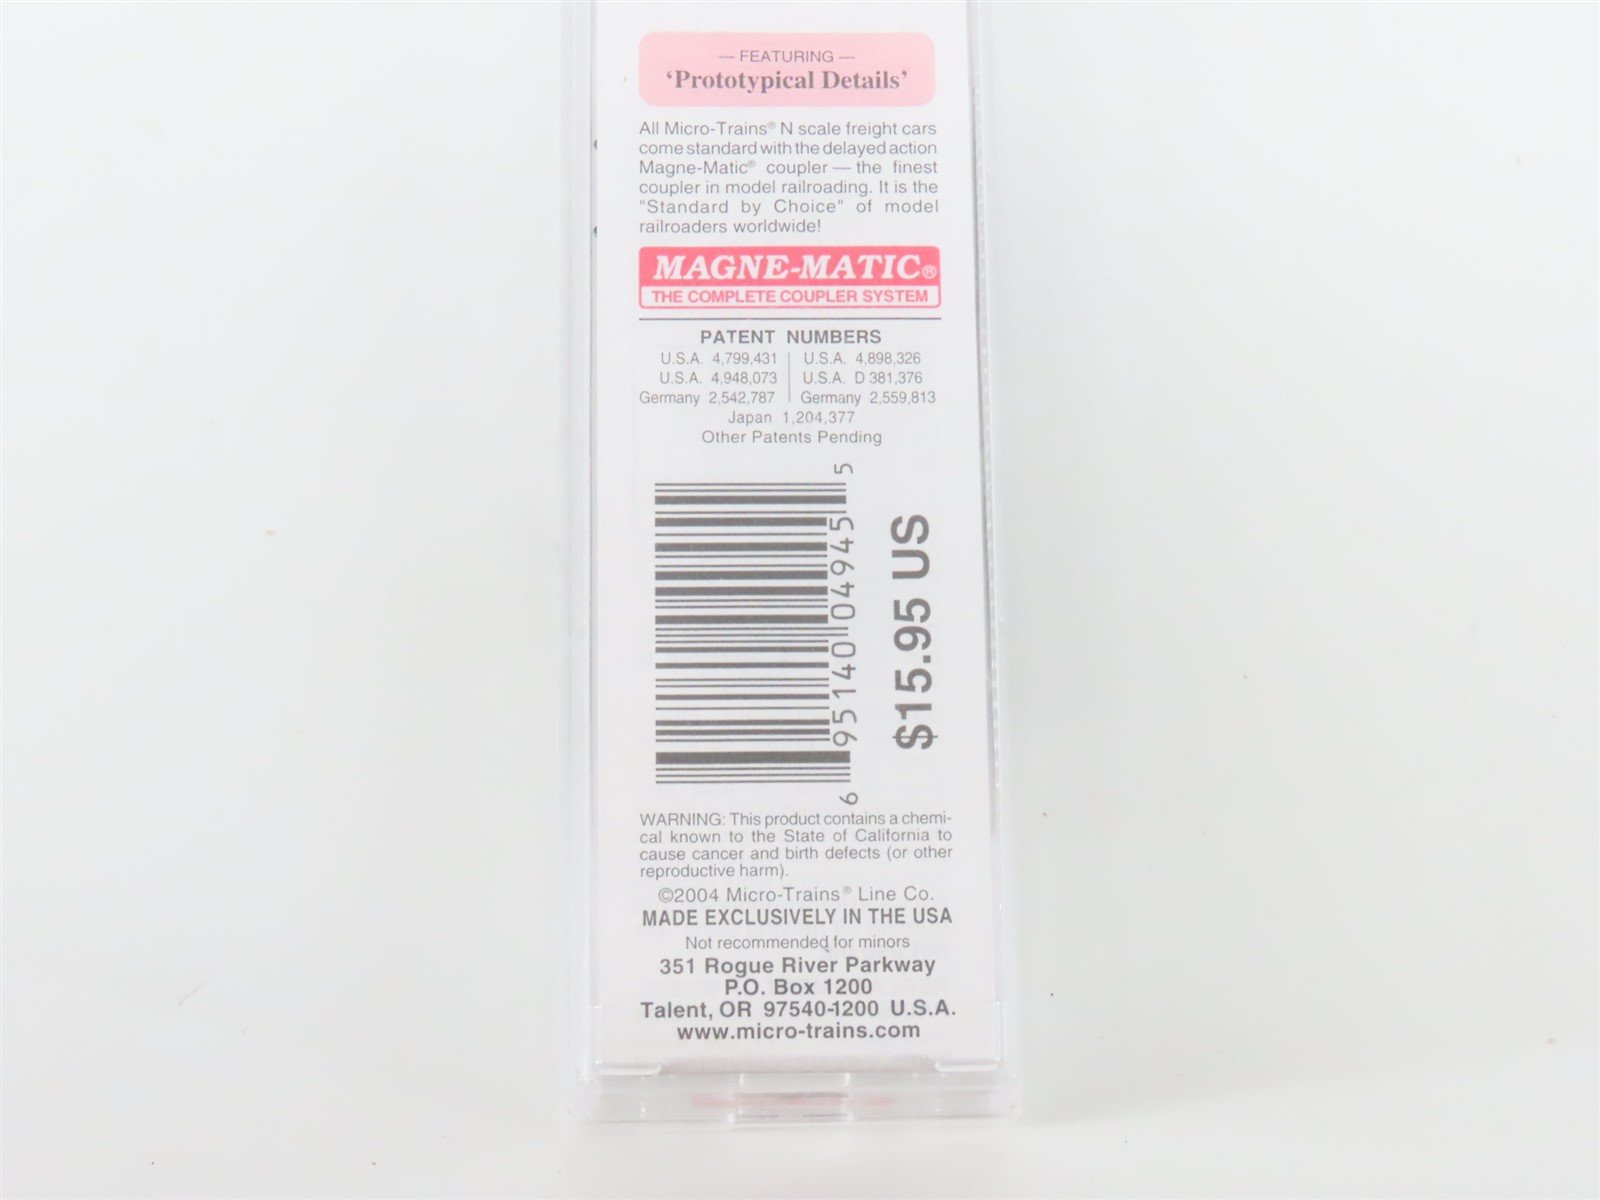 — FEATURING —
‘Prototypical Details’
All Micro-Trains® N scale freight cars
come standard with the delayed action
Magne-Matic® coupler — the finest
coupler in model railroading. It is the
"Standard by Choice" of model
railroaders worldwide!
MAGNE-MATIC®
THE COMPLETE COUPLER SYSTEM
PATENT NUMBERS
U.S.A. 4,799,431 | U.S.A. 4,898,326
U.S.A. 4,948,073 | U.S.A. D 381,376
Germany 2,542,787 | Germany 2,559,813
Japan 1,204,377
Other Patents Pending
6 95140 04945 5
$15.95 US
WARNING: This product contains a chemi-
cal known to the State of California to
cause cancer and birth defects (or other
reproductive harm).
©2004 Micro-Trains® Line Co.
MADE EXCLUSIVELY IN THE USA
Not recommended for minors
351 Rogue River Parkway
P.O. Box 1200
Talent, OR 97540-1200 U.S.A.
www.micro-trains.com